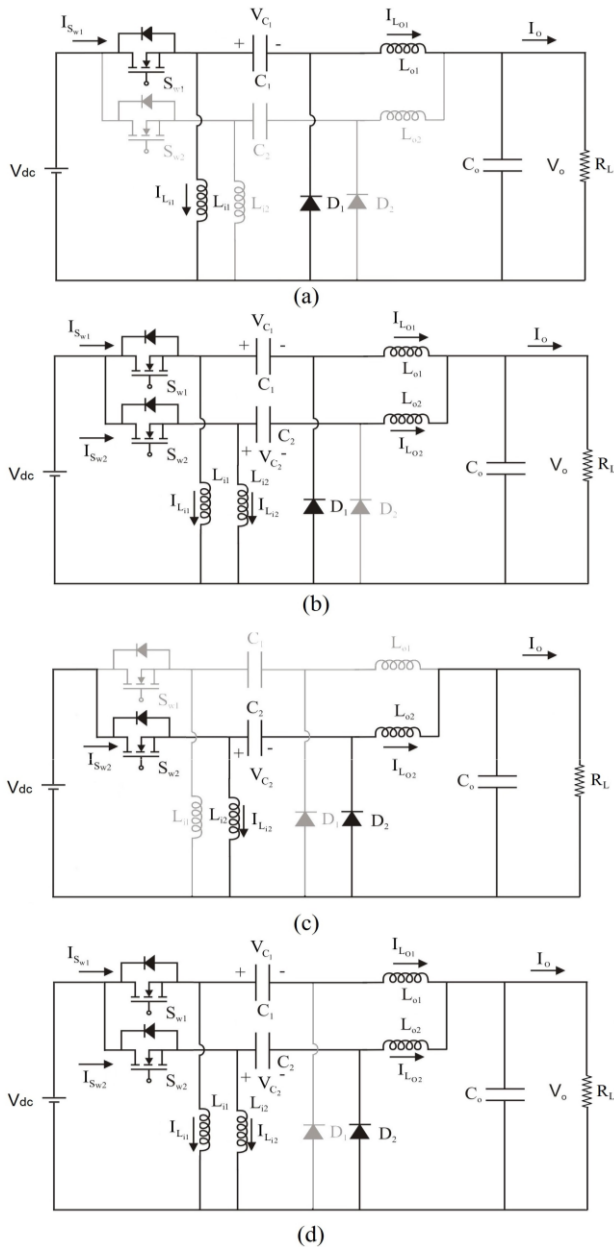 I_Sw1 V_C1 I_Lo1 I_o
+ -
S_w1 C_1 L_o1
S_w2 C_2 L_o2
V_dc C_o V_o R_L
I_Li1 L_i1 L_i2 D_1 D_2
(a)
I_Sw1 V_C1 I_LO1 I_o
+ -
S_w1 C_1 L_o1
L_o2
S_w2 C_2
I_Sw2 + V_C2 - I_LO2
V_dc L_i1 L_i2 C_o V_o R_L
I_Li1 I_Li2 D_1 D_2
(b)
C_1 L_o1 I_o
S_w1
C_2 L_o2
I_Sw2 S_w2 + - I_LO2
V_dc V_C2 C_o R_L
L_i1 L_i2 I_Li2 D_1 D_2
(c)
I_Sw1 V_C1 I_LO1 I_o
+ -
S_w1 C_1 L_o1
L_o2
S_w2 C_2
I_Sw2 + V_C2 - I_LO2
V_dc L_i1 L_i2 C_o V_o R_L
I_Li1 I_Li2 D_1 D_2
(d)